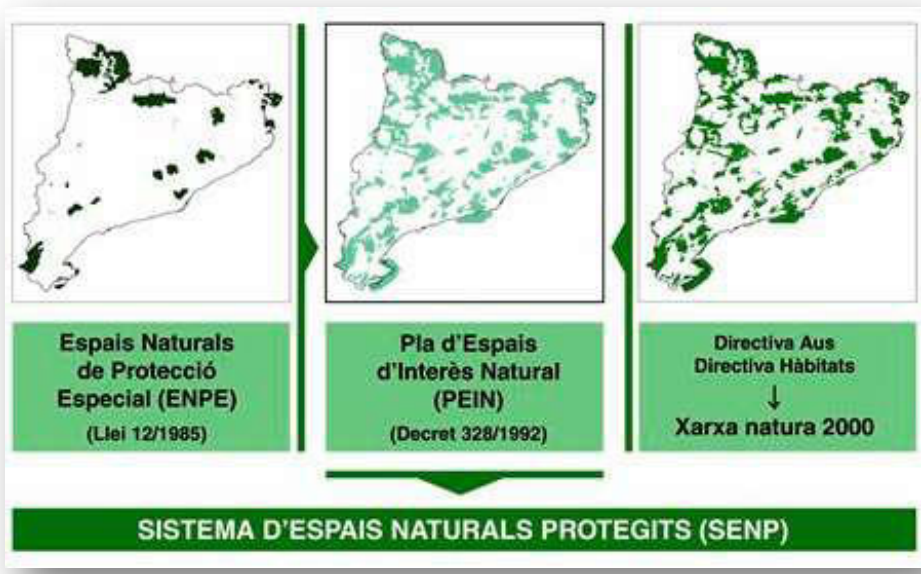 Espais Naturals
de Protecció
Especial (ENPE)
(Llei 12/1985)
Pla d'Espais
d'Interès Natural
(PEIN)
(Decret 328/1992)
Directiva Aus
Directiva Hàbitats
↓
Xarxa natura 2000
SISTEMA D'ESPAIS NATURALS PROTEGITS (SENP)